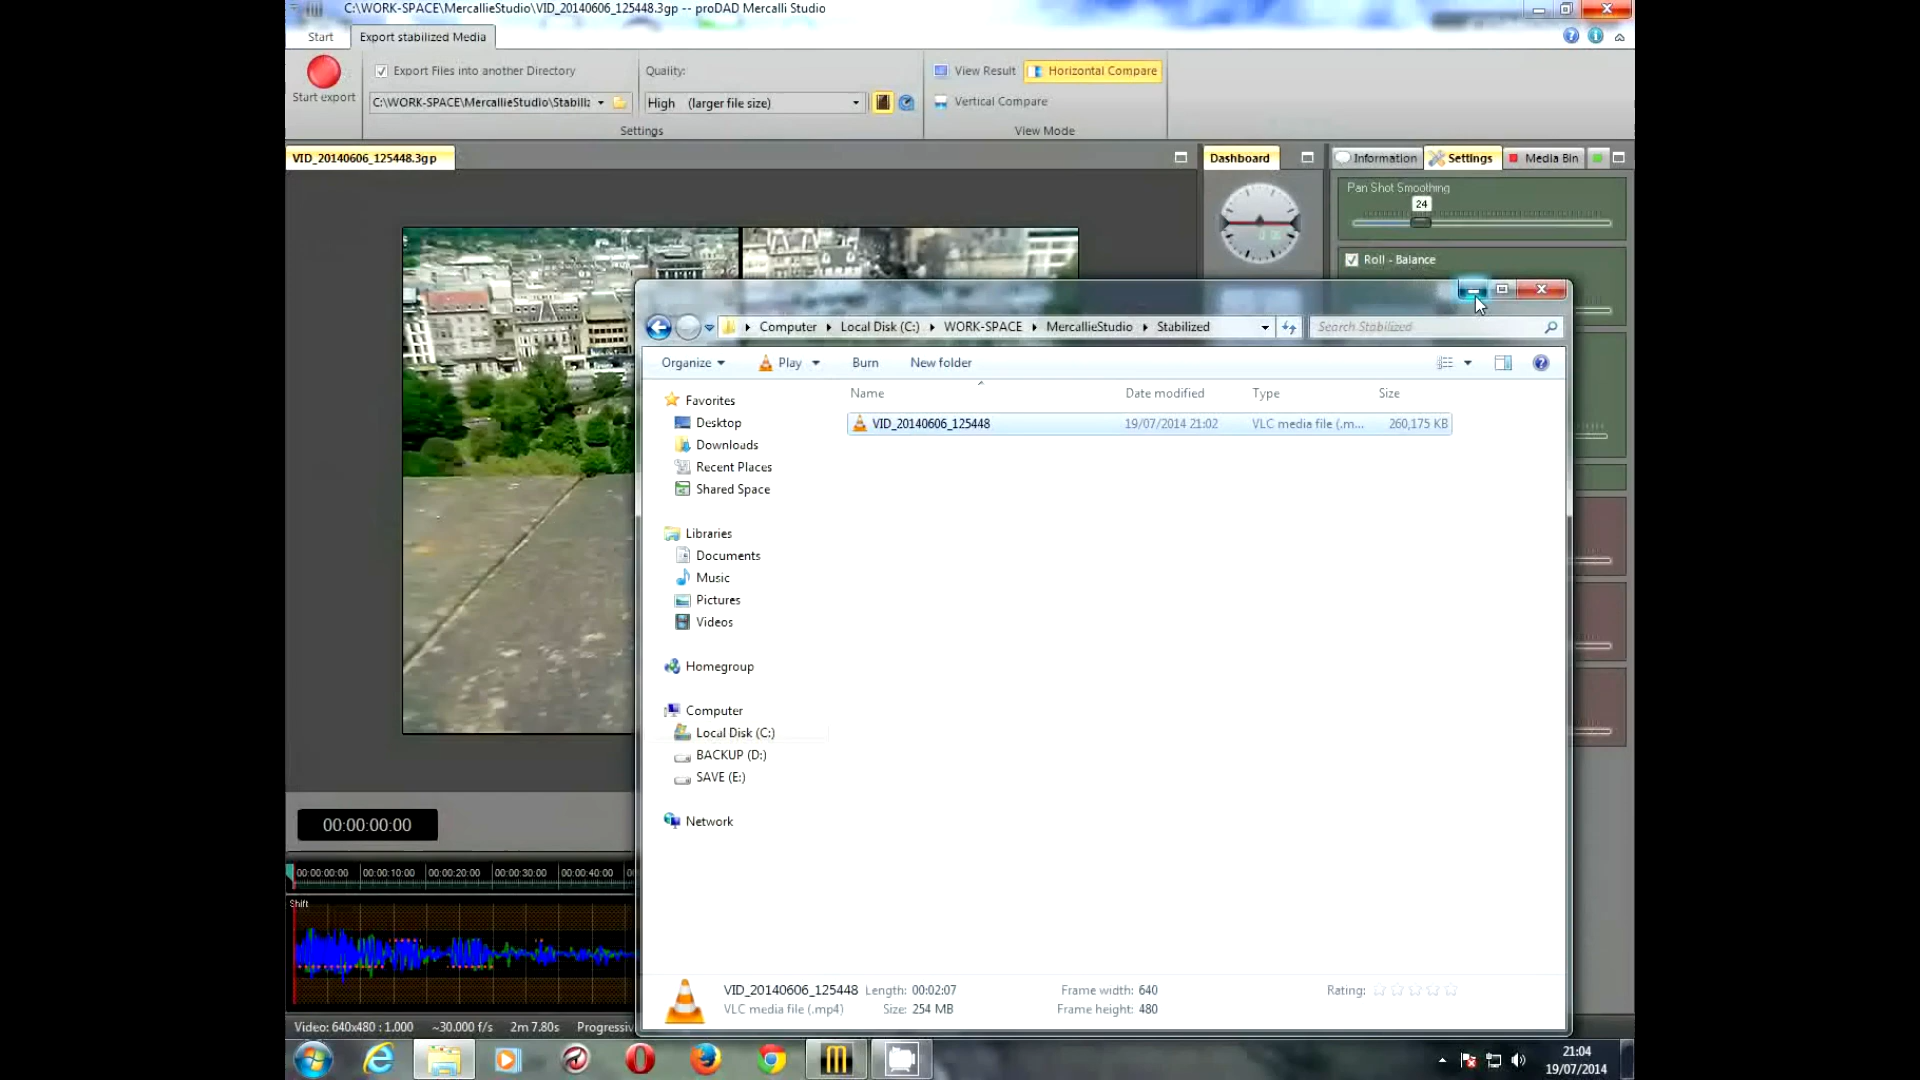 C:\WORK-SPACE\MercallieStudio\VID_20140606_125448.3gp -- proDAD Mercalli Studio
Start
Export stabilized Media
Start export
Export Files into another Directory
C:\WORK-SPACE\MercallieStudio\Stabili
Settings
Quality:
High (larger file size)
View Result
Horizontal Compare
Vertical Compare
View Mode
VID_20140606_125448.3gp
Dashboard
Information
Settings
Media Bin
Pan Shot Smoothing
24
Roll - Balance
Computer
Local Disk (C:)
WORK-SPACE
MercallieStudio
Stabilized
Search Stabilized
Organize
Play
Burn
New folder
Name
Date modified
Type
Size
VID_20140606_125448
19/07/2014 21:02
VLC media file (.m...
260,175 KB
Favorites
Desktop
Downloads
Recent Places
Shared Space
Libraries
Documents
Music
Pictures
Videos
Homegroup
Computer
Local Disk (C:)
BACKUP (D:)
SAVE (E:)
Network
00:00:00:00
00:00:00:00
00:00:10:00
00:00:20:00
00:00:30:00
00:00:40:00
Shift
VID_20140606_125448
VLC media file (.mp4)
Length: 00:02:07
Size: 254 MB
Frame width: 640
Frame height: 480
Rating:
Video: 640x480 : 1.000
~30.000 f/s
2m 7.80s
Progressiv
21:04
19/07/2014